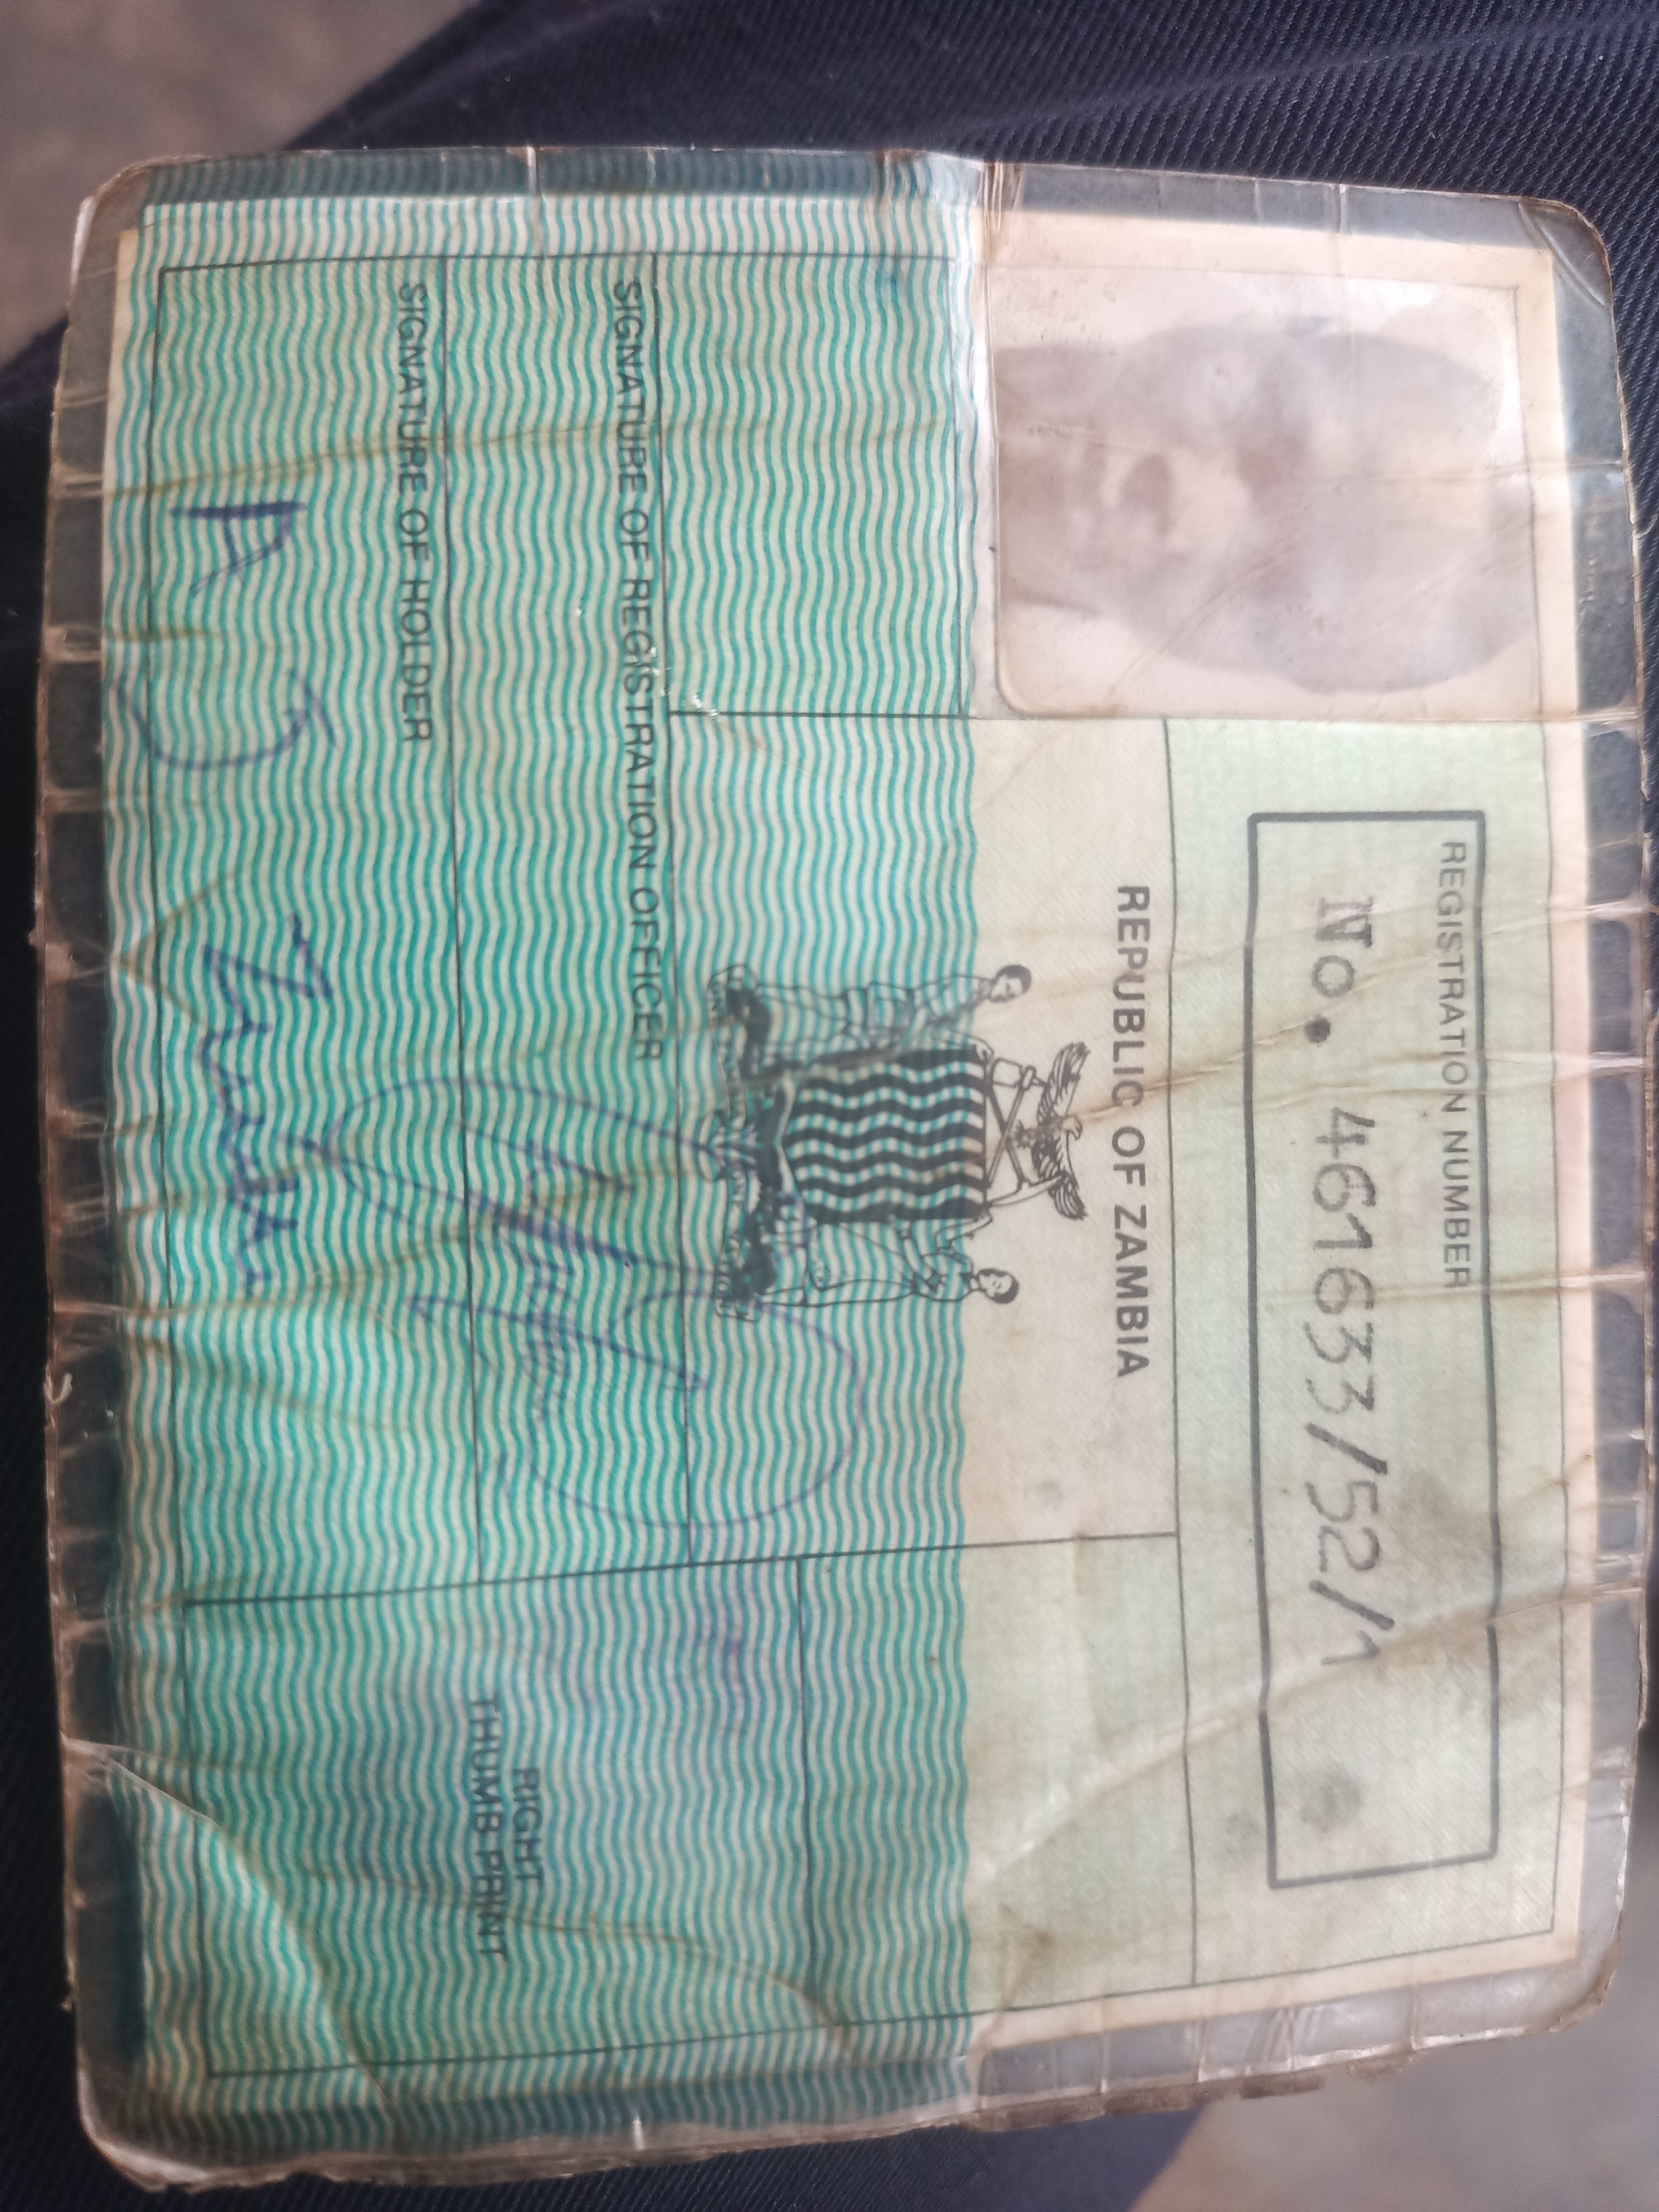 REGISTRATION NUMBER
No. 461633/52/1
REPUBLIC OF ZAMBIA
SIGNATURE OF REGISTRATION OFFICER
SIGNATURE OF HOLDER
RIGHT
THUMB PRINT